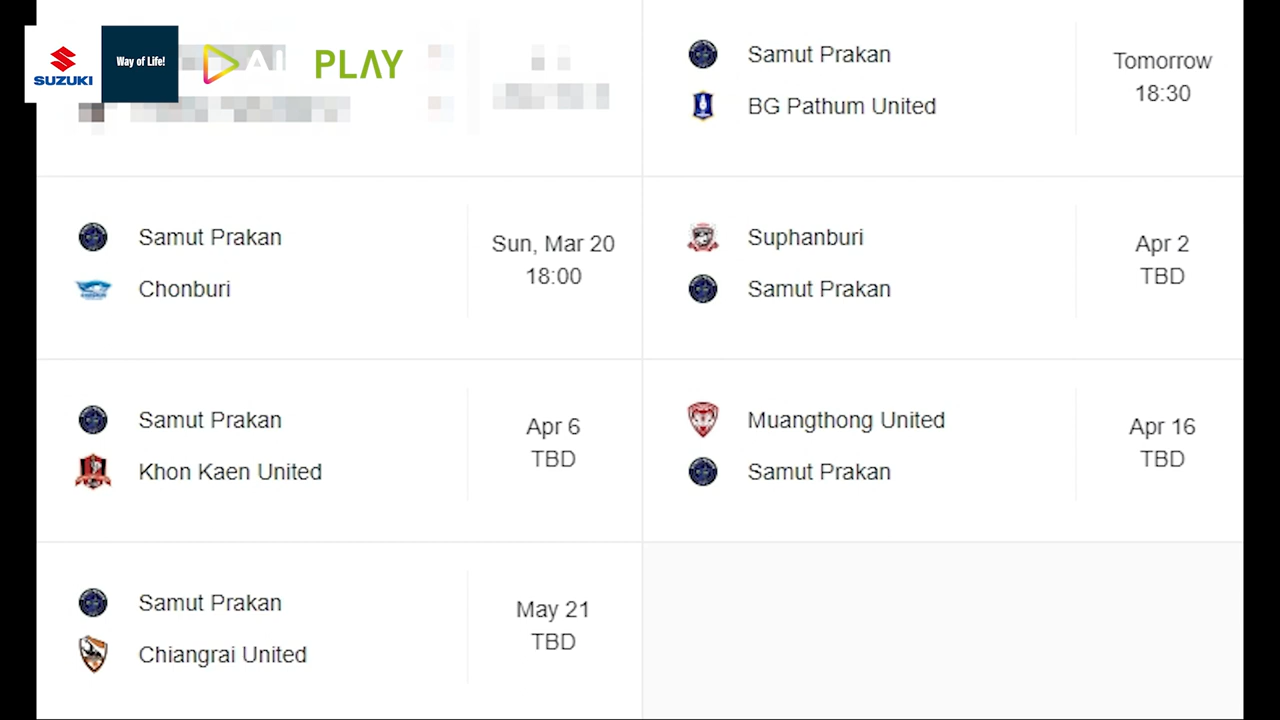 SUZUKI
Way of Life!
PLAY
Samut Prakan
BG Pathum United
Tomorrow
18:30
Samut Prakan
Chonburi
Sun, Mar 20
18:00
Suphanburi
Samut Prakan
Apr 2
TBD
Samut Prakan
Khon Kaen United
Apr 6
TBD
Muangthong United
Samut Prakan
Apr 16
TBD
Samut Prakan
Chiangrai United
May 21
TBD